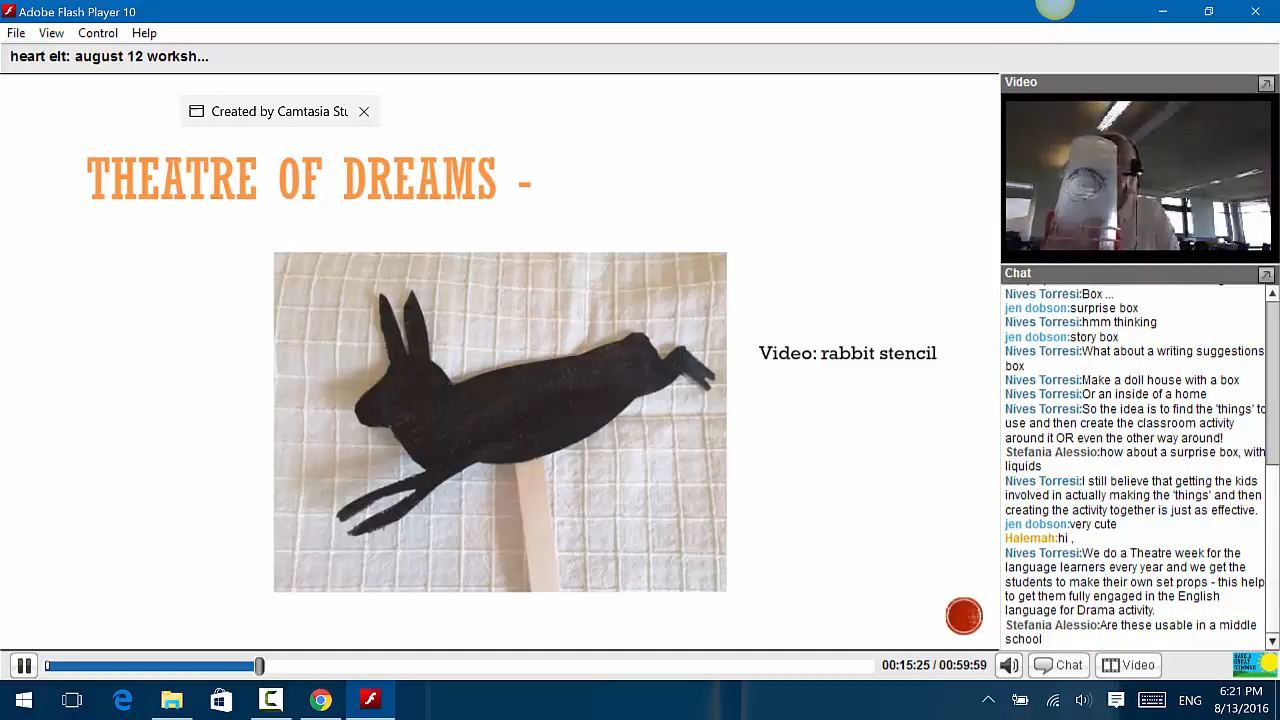 Adobe Flash Player 10
File View Control Help
heart elt: august 12 worksh...
Created by Camtasia Stu
THEATRE OF DREAMS -
Video: rabbit stencil
Video
Chat
Nives Torresi:Box ...
jen dobson:surprise box
Nives Torresi:hmm thinking
jen dobson:story box
Nives Torresi:What about a writing suggestions
box
Nives Torresi:Make a doll house with a box
Nives Torresi:Or an inside of a home
Nives Torresi:So the idea is to find the 'things' to
use and then create the classroom activity
around it OR even the other way around!
Stefania Alessio:how about a surprise box, with
liquids
Nives Torresi:I still believe that getting the kids
involved in actually making the 'things' and then
creating the activity together is just as effective.
jen dobson:very cute
Halemah:hi ,
Nives Torresi:We do a Theatre week for the
language learners every year and we get the
students to make their own set props - this help
to get them fully engaged in the English
language for Drama activity.
Stefania Alessio:Are these usable in a middle
school
00:15:25 / 00:59:59
Chat
Video
HAVE A
GREAT
SUMMER
ENG
6:21 PM
8/13/2016